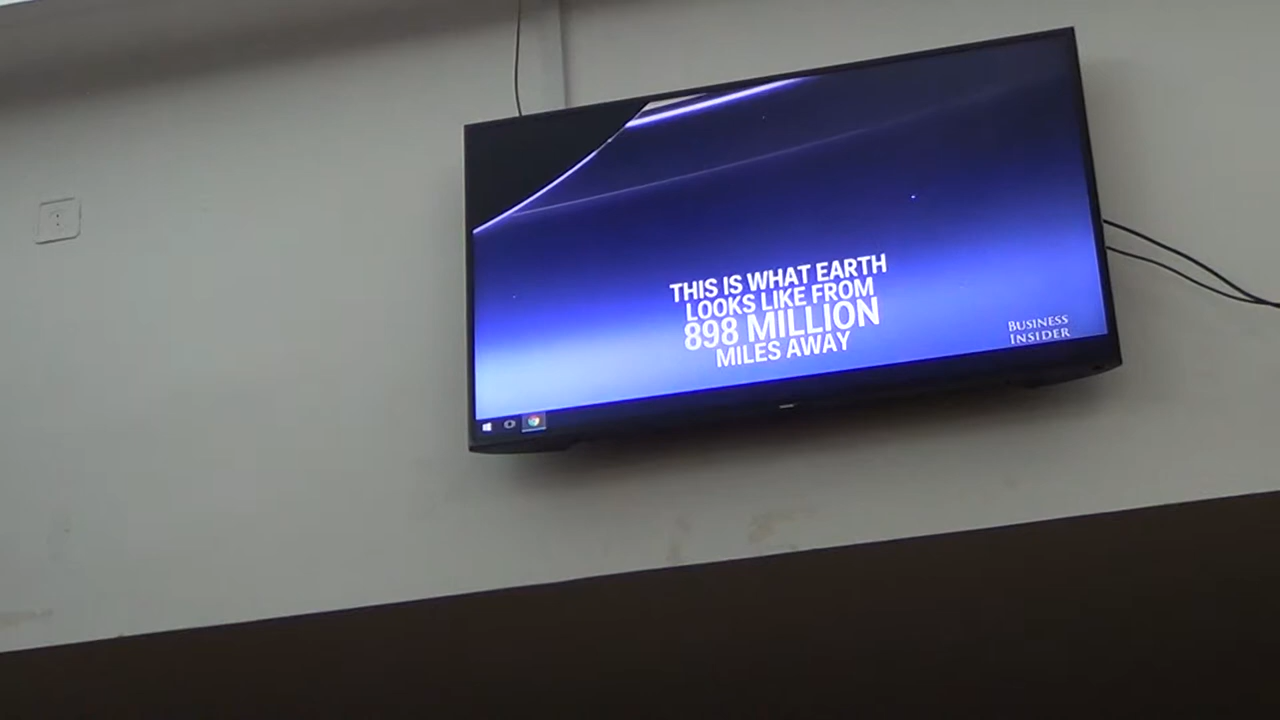 THIS IS WHAT EARTH
LOOKS LIKE FROM
898 MILLION
MILES AWAY
BUSINESS
INSIDER